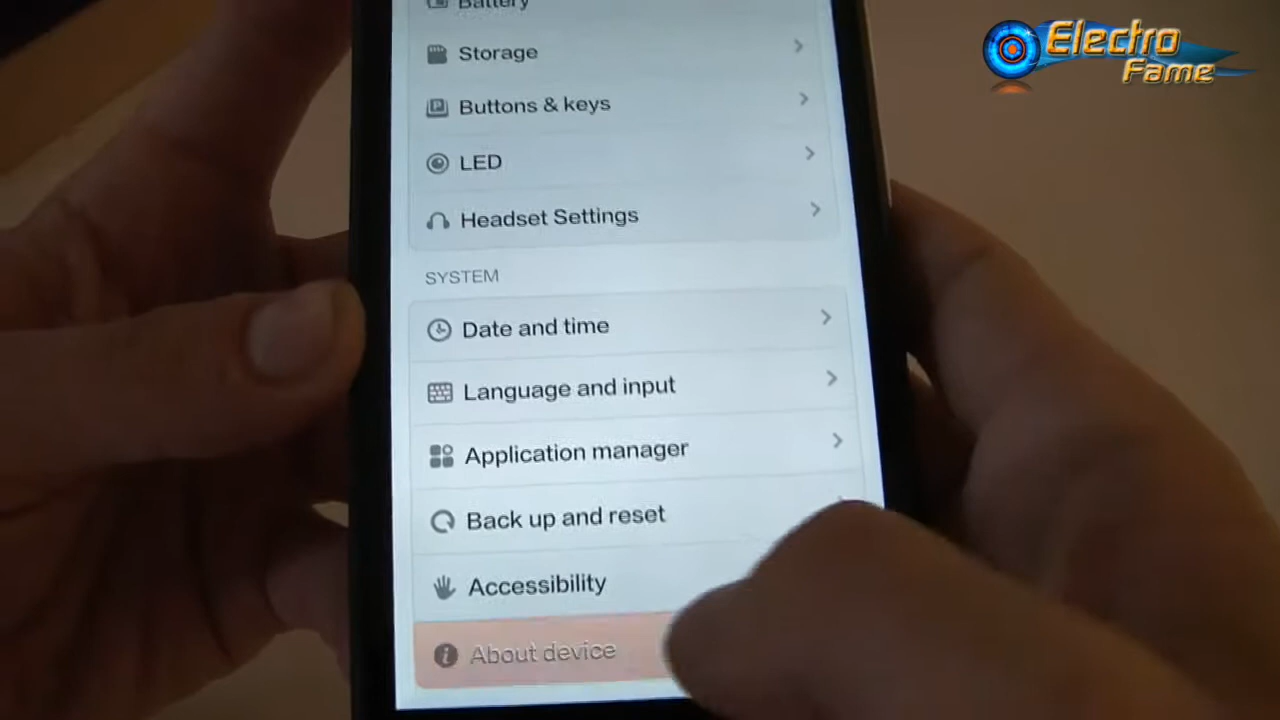 Battery
Storage
Buttons & keys
LED
Headset Settings
SYSTEM
Date and time
Language and input
Application manager
Back up and reset
Accessibility
About device
Electro
Fame